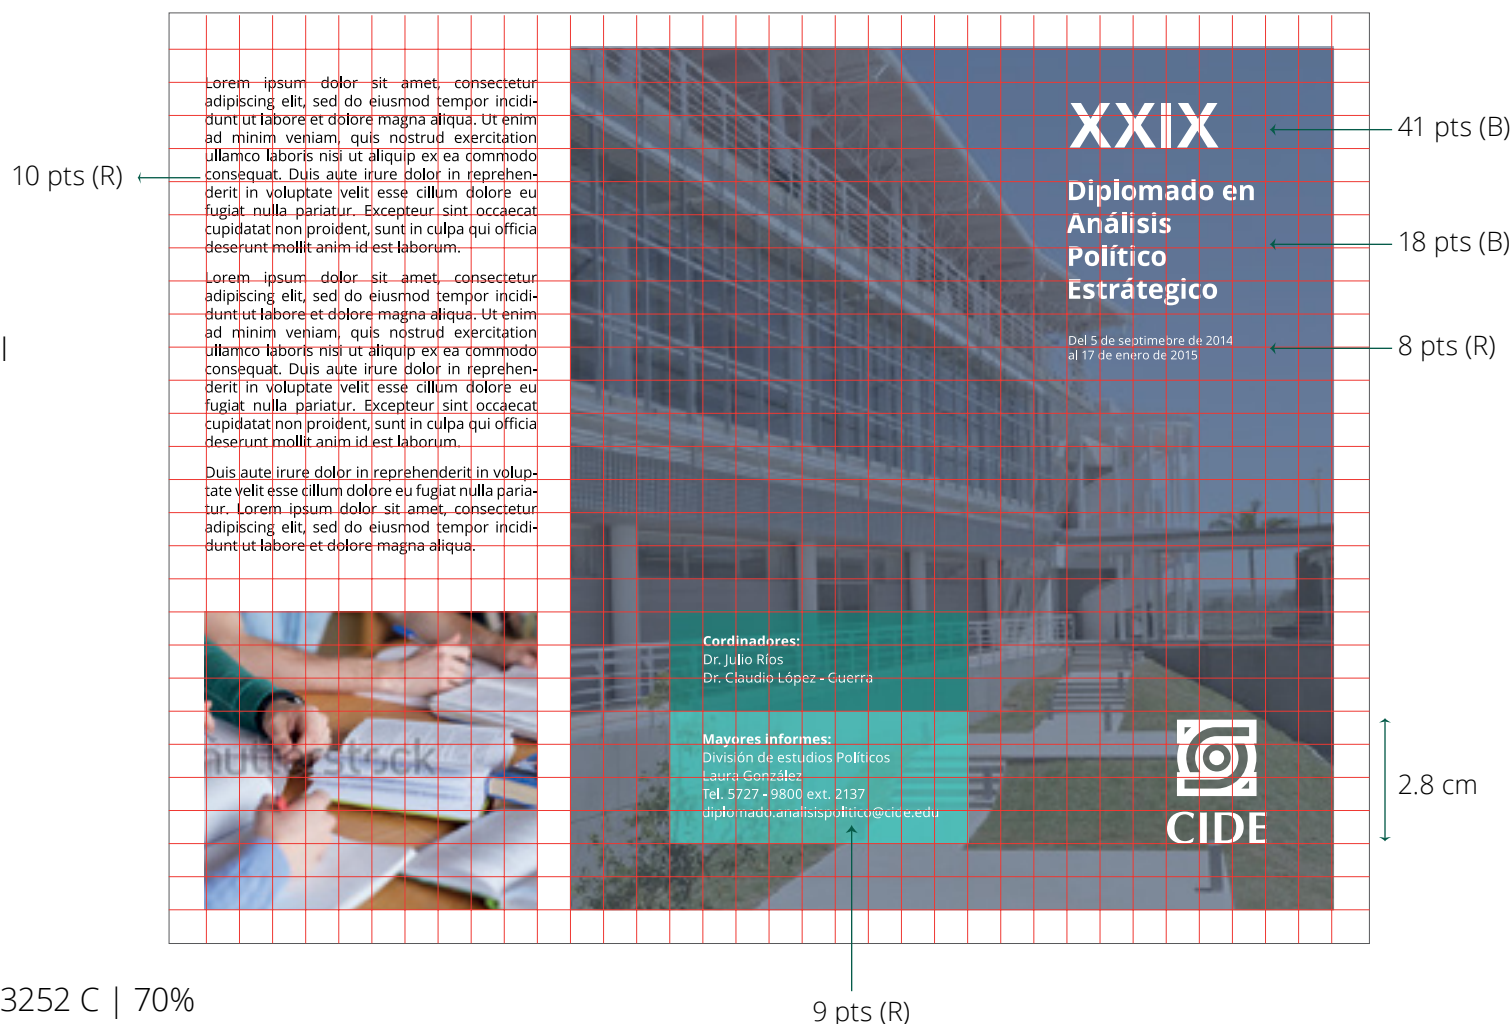 Lorem ipsum dolor sit amet, consectetur
adipiscing elit, sed do eiusmod tempor incidi-
dunt ut labore et dolore magna aliqua. Ut enim
ad minim veniam, quis nostrud exercitation
ullamco laboris nisi ut aliquip ex ea commodo
consequat. Duis aute irure dolor in reprehen-
derit in voluptate velit esse cillum dolore eu
fugiat nulla pariatur. Excepteur sint occaecat
cupidatat non proident, sunt in culpa qui officia
deserunt mollit anim id est laborum.
Lorem ipsum dolor sit amet, consectetur
adipiscing elit, sed do eiusmod tempor incidi-
dunt ut labore et dolore magna aliqua. Ut enim
ad minim veniam, quis nostrud exercitation
ullamco laboris nisi ut aliquip ex ea commodo
consequat. Duis aute irure dolor in reprehen-
derit in voluptate velit esse cillum dolore eu
fugiat nulla pariatur. Excepteur sint occaecat
cupidatat non proident, sunt in culpa qui officia
deserunt mollit anim id est laborum.
Duis aute irure dolor in reprehenderit in volup-
tate velit esse cillum dolore eu fugiat nulla paria-
tur. Lorem ipsum dolor sit amet, consectetur
adipiscing elit, sed do eiusmod tempor incidi-
dunt ut labore et dolore magna aliqua.
10 pts (R)
|
utterstock
XXIX
Diplomado en
Análisis
Político
Estrátegico
Del 5 de septimebre de 2014
al 17 de enero de 2015
41 pts (B)
18 pts (B)
8 pts (R)
Cordinadores:
Dr. Julio Ríos
Dr. Claudio López - Guerra
Mayores informes:
División de estudios Políticos
Laura González
Tel. 5727 - 9800 ext. 2137
diplomado.analisispolitico@cide.edu
CIDE
2.8 cm
3252 C | 70%
9 pts (R)